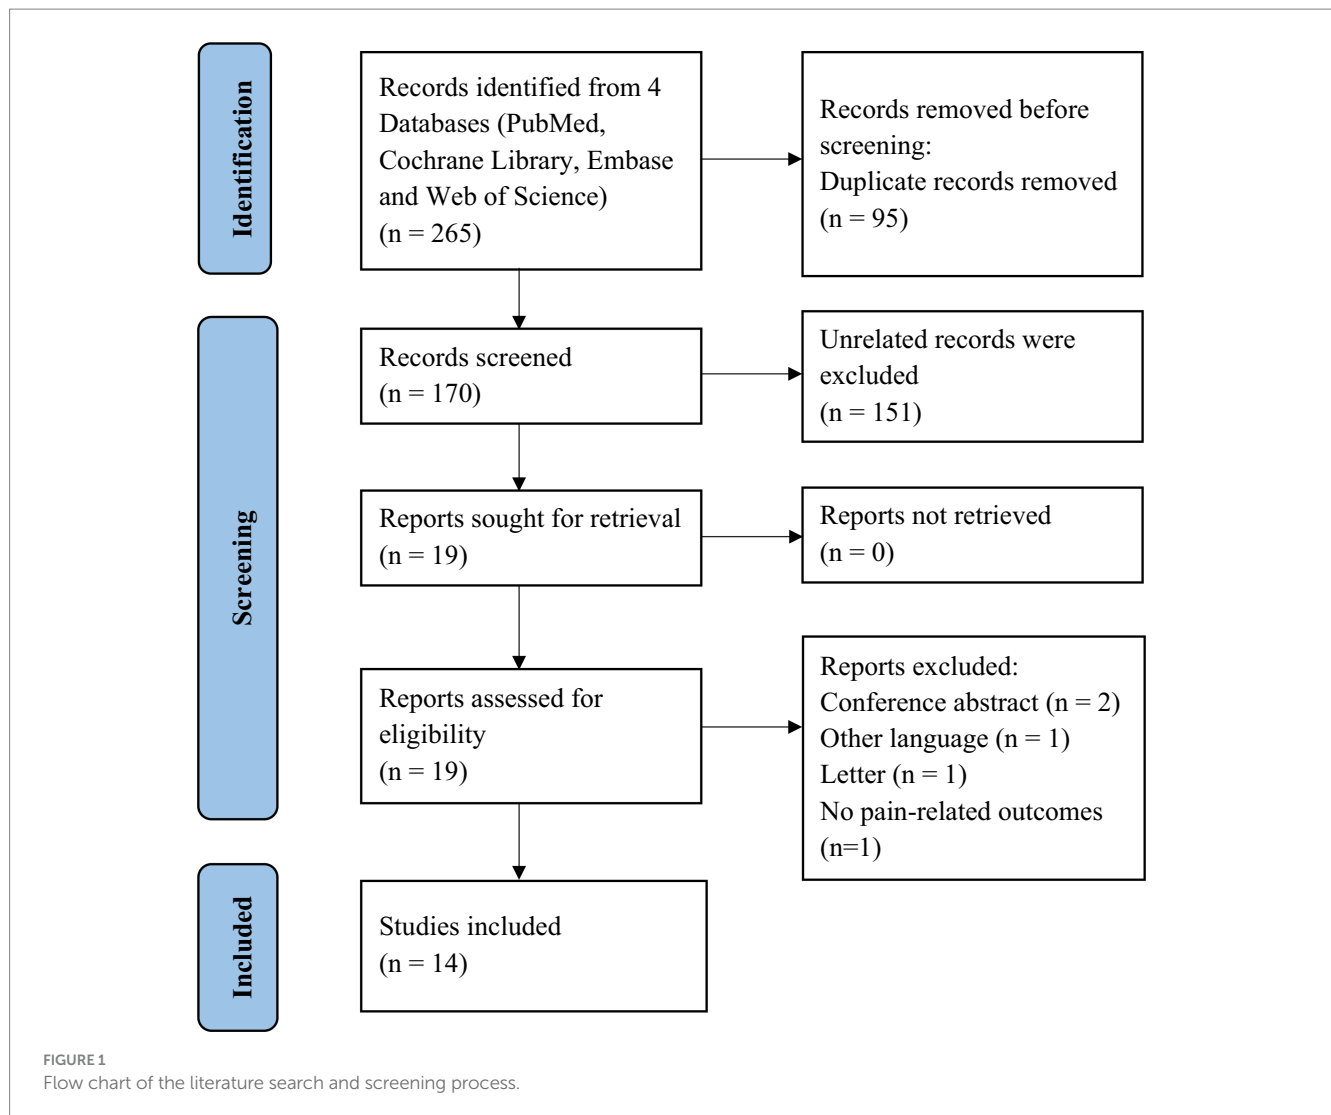 Identification
Records identified from 4
Databases (PubMed,
Cochrane Library, Embase
and Web of Science)
(n = 265)
Records removed before
screening:
Duplicate records removed
(n = 95)
Screening
Records screened
(n = 170)
Unrelated records were
excluded
(n = 151)
Reports sought for retrieval
(n = 19)
Reports not retrieved
(n = 0)
Reports assessed for
eligibility
(n = 19)
Reports excluded:
Conference abstract (n = 2)
Other language (n = 1)
Letter (n = 1)
No pain-related outcomes
(n=1)
Included
Studies included
(n = 14)
FIGURE 1
Flow chart of the literature search and screening process.